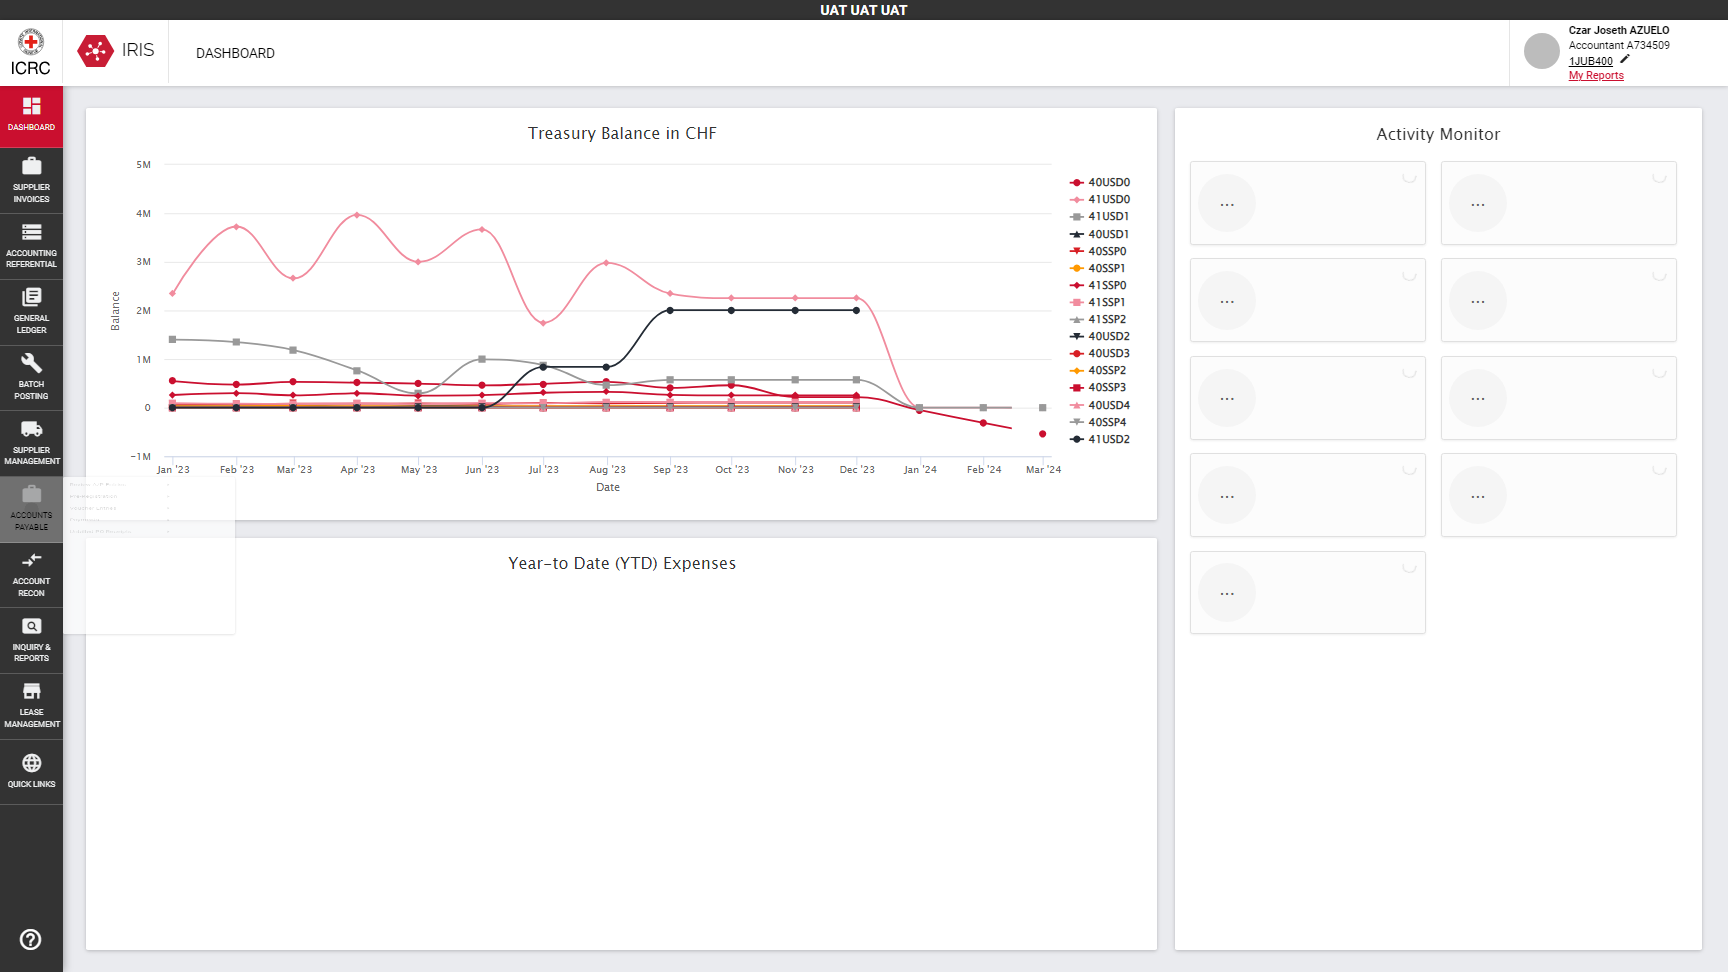 UAT UAT UAT
ICRC
IRIS
DASHBOARD
Czar Joseth AZUELO
Accountant A734509
1JUB400
My Reports
DASHBOARD
SUPPLIER
INVOICES
ACCOUNTING
REFERENTIAL
GENERAL
LEDGER
BATCH
POSTING
SUPPLIER
MANAGEMENT
ACCOUNTS
PAYABLE
ACCOUNT
RECON
INQUIRY &
REPORTS
LEASE
MANAGEMENT
QUICK LINKS
Treasury Balance in CHF
5M
4M
3M
2M
1M
0
−1M
Balance
Jan '23
Feb '23
Mar '23
Apr '23
May '23
Jun '23
Jul '23
Aug '23
Sep '23
Oct '23
Nov '23
Dec '23
Jan '24
Feb '24
Mar '24
Date
40USD0
41USD0
41USD1
40USD1
40SSP0
40SSP1
41SSP0
41SSP1
41SSP2
40USD2
40USD3
40SSP2
40SSP3
40USD4
40SSP4
41USD2
Year-to Date (YTD) Expenses
Activity Monitor
...
...
...
...
...
...
...
...
...